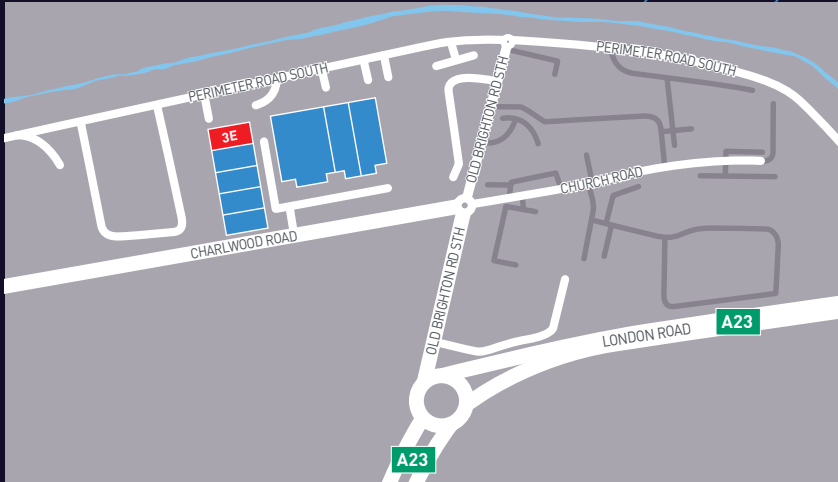 PERIMETER ROAD SOUTH
PERIMETER ROAD SOUTH
3E
OLD BRIGHTON RD STH
CHURCH ROAD
CHARLWOOD ROAD
OLD BRIGHTON RD STH
LONDON ROAD
A23
A23